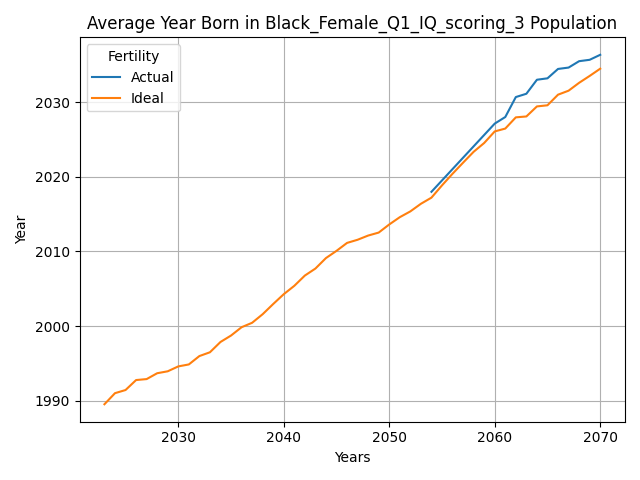 Average Year Born in Black_Female_Q1_IQ_scoring_3 Population
Fertility
Actual
Ideal
Year
2030
2020
2010
2000
1990
2030 2040 2050 2060 2070
Years